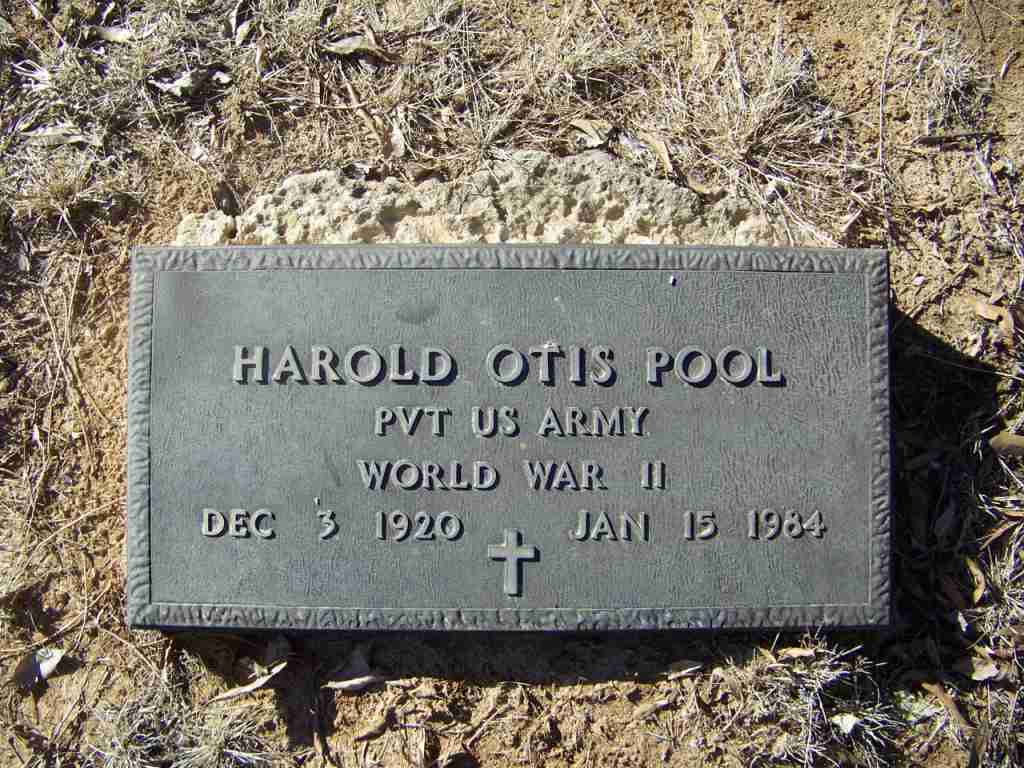 HAROLD OTIS POOL
PVT US ARMY
WORLD WAR II
DEC 3 1920 JAN 15 1984